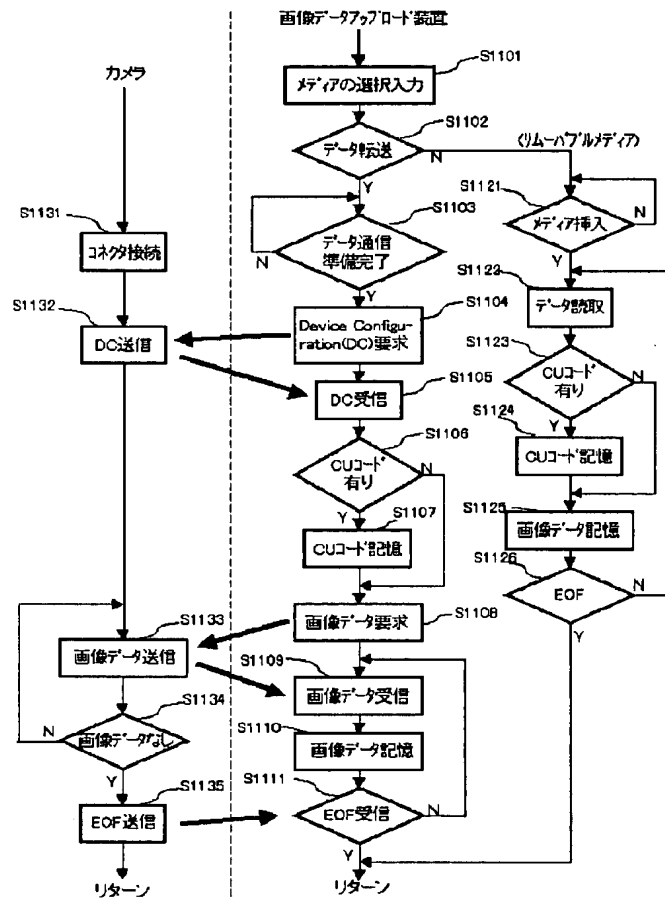 画像データアップロード装置
S1101
メディアの選択入力
カメラ
S1102
データ転送
N
Y
(リムーバブルメディア)
S1121
メディア挿入
N
Y
S1103
データ通信
準備完了
N
Y
S1131
コネクタ接続
S1122
データ読取
S1132
DC送信
S1104
Device Configu-
ration(DC)要求
S1123
CUコード
有り
N
Y
S1105
DC受信
S1124
CUコード記憶
S1106
CUコード
有り
N
Y
S1125
画像データ記憶
S1107
CUコード記憶
S1126
EOF
N
Y
S1108
画像データ要求
S1133
画像データ送信
S1109
画像データ受信
S1134
画像データなし
N
Y
S1110
画像データ記憶
S1135
EOF送信
S1111
EOF受信
N
Y
リターン
リターン